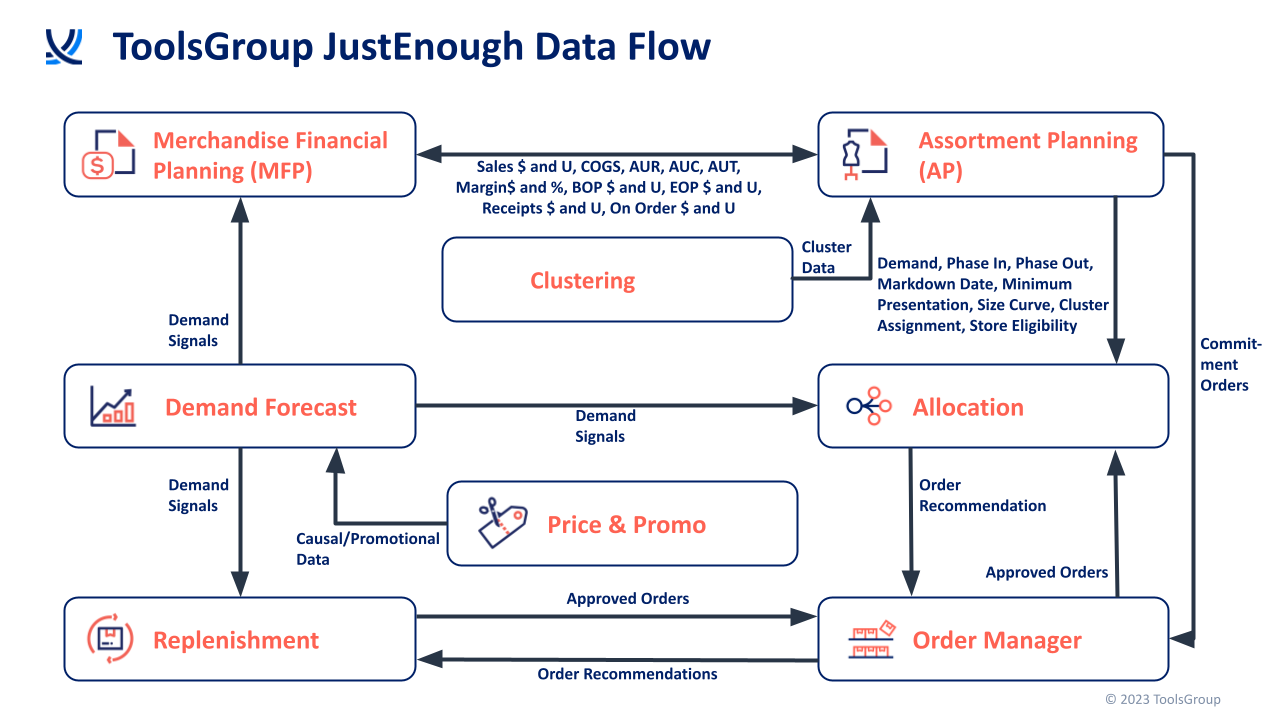 ToolsGroup JustEnough Data Flow
Merchandise Financial
Planning (MFP)
Sales $ and U, COGS, AUR, AUC, AUT,
Margin$ and %, BOP $ and U, EOP $ and U,
Receipts $ and U, On Order $ and U
Assortment Planning
(AP)
Clustering
Cluster
Data
Demand, Phase In, Phase Out,
Markdown Date, Minimum
Presentation, Size Curve, Cluster
Assignment, Store Eligibility
Demand
Signals
Commit-
ment
Orders
Demand Forecast
Demand
Signals
Allocation
Demand
Signals
Causal/Promotional
Data
Price & Promo
Order
Recommendation
Approved Orders
Replenishment
Approved Orders
Order Recommendations
Order Manager
© 2023 ToolsGroup